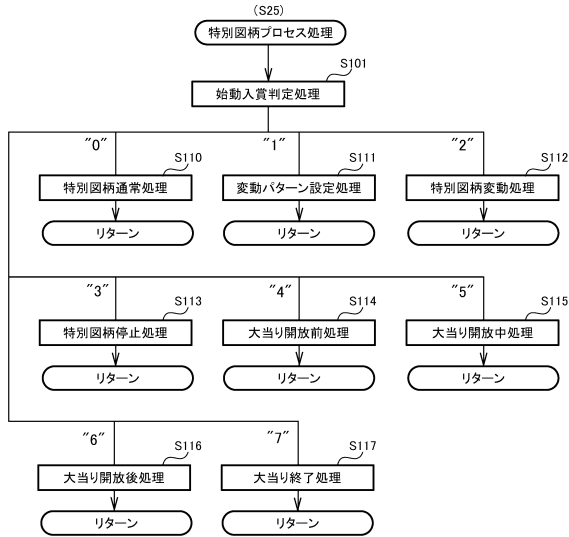 (S25)
特別図柄プロセス処理
S101
始動入賞判定処理
"0"
"1"
"2"
S110
S111
S112
特別図柄通常処理
変動パターン設定処理
特別図柄変動処理
リターン
リターン
リターン
"3"
"4"
"5"
S113
S114
S115
特別図柄停止処理
大当り開放前処理
大当り開放中処理
リターン
リターン
リターン
"6"
"7"
S116
S117
大当り開放後処理
大当り終了処理
リターン
リターン